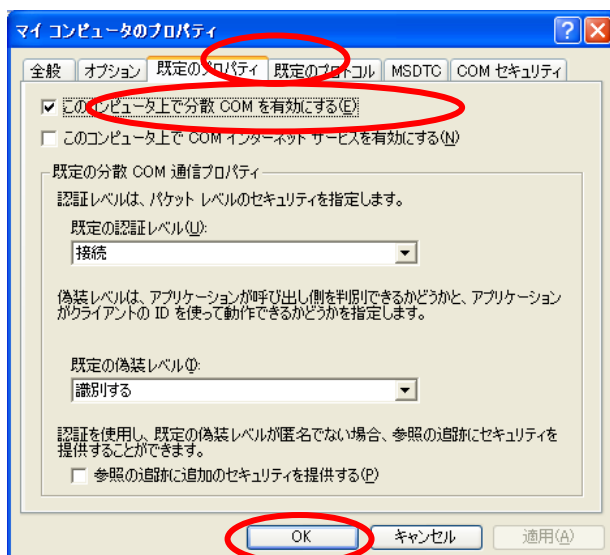 マイ コンピュータのプロパティ
全般 オプション 既定のプロパティ 既定のプロトコル MSDTC COM セキュリティ
このコンピュータ上で分散 COM を有効にする(E)
このコンピュータ上で COM インターネット サービスを有効にする(N)
既定の分散 COM 通信プロパティ
認証レベルは、パケット レベルのセキュリティを指定します。
既定の認証レベル(U):
接続
偽装レベルは、アプリケーションが呼び出し側を判別できるかどうかと、アプリケーション
がクライアントの ID を使って動作できるかどうかを指定します。
既定の偽装レベル(I):
識別する
認証を使用し、既定の偽装レベルが匿名でない場合、参照の追跡にセキュリティを
提供することができます。
参照の追跡に追加のセキュリティを提供する(P)
OK キャンセル 適用(A)